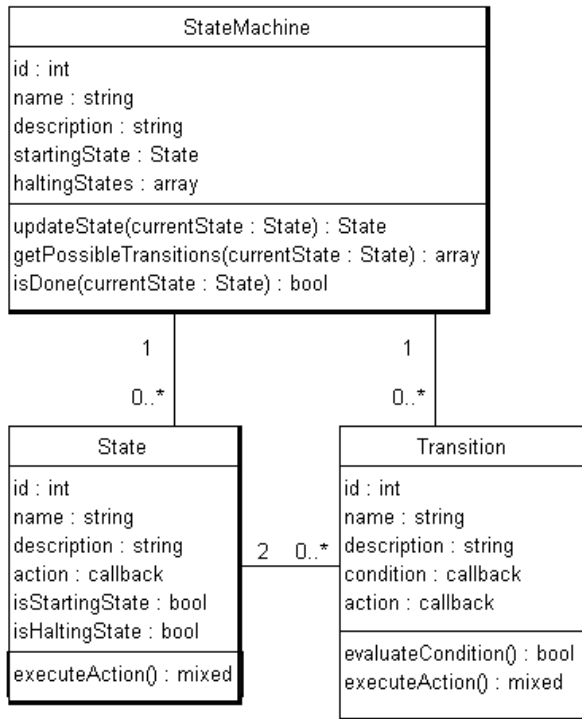 StateMachine
id : int
name : string
description : string
startingState : State
haltingStates : array
updateState(currentState : State) : State
getPossibleTransitions(currentState : State) : array
isDone(currentState : State) : bool
1
1
0..*
0..*
State
id : int
name : string
description : string
action : callback
isStartingState : bool
isHaltingState : bool
executeAction() : mixed
2
0..*
Transition
id : int
name : string
description : string
condition : callback
action : callback
evaluateCondition() : bool
executeAction() : mixed